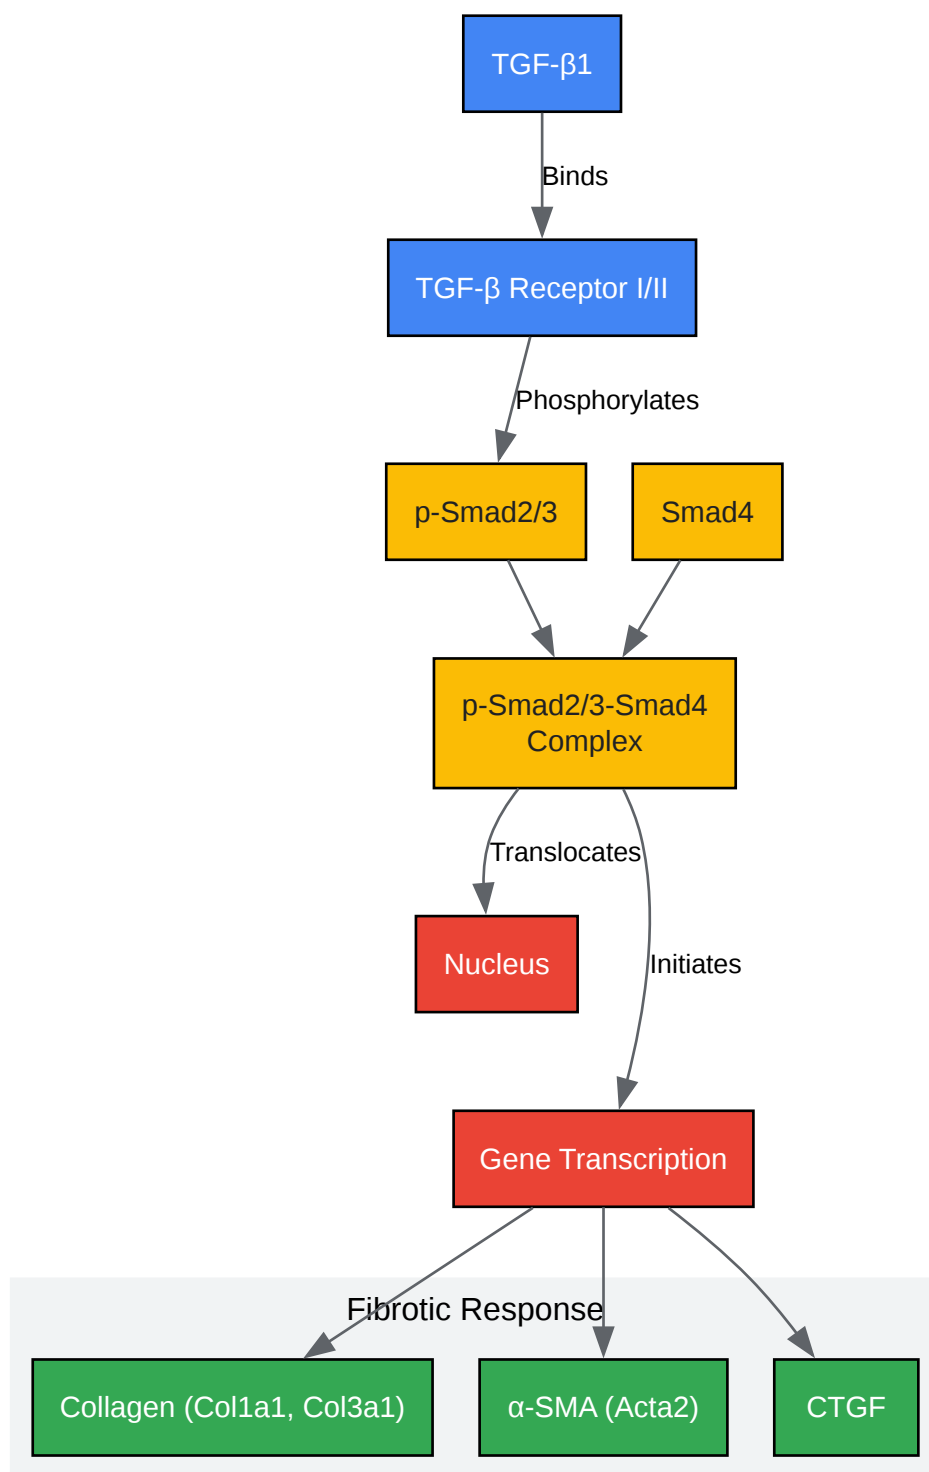 TGF-β1
Binds
TGF-β Receptor I/II
Phosphorylates
p-Smad2/3
Smad4
p-Smad2/3-Smad4
Complex
Translocates
Nucleus
Initiates
Gene Transcription
Fibrotic Response
Collagen (Col1a1, Col3a1)
α-SMA (Acta2)
CTGF